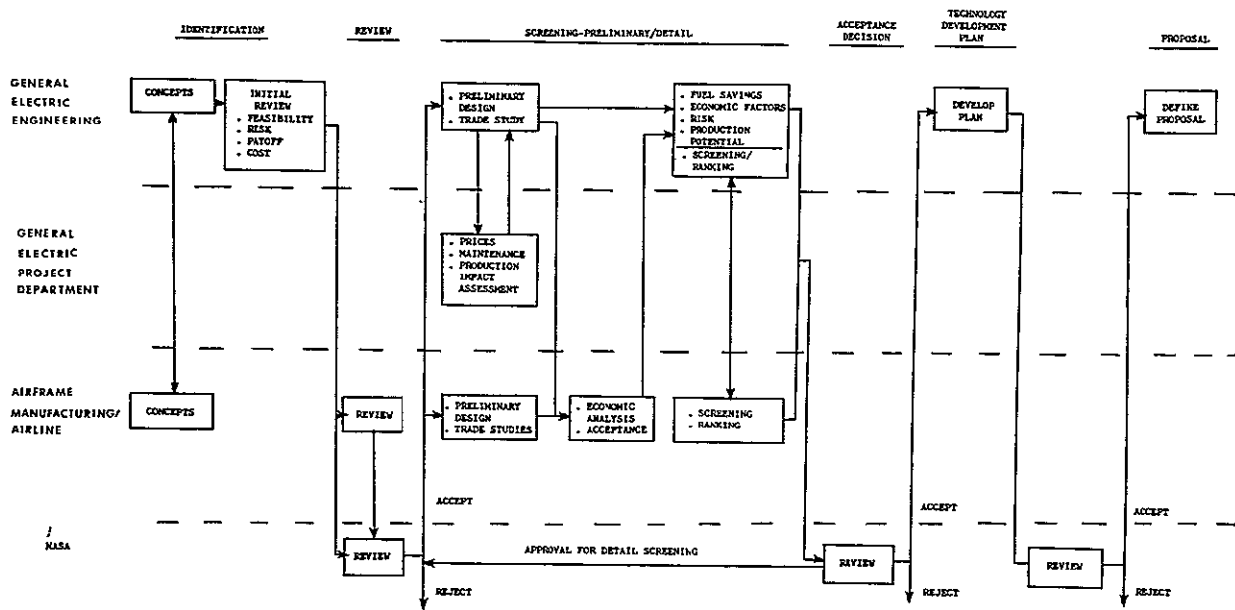 IDENTIFICATION
REVIEW
SCREENING-PRELIMINARY/DETAIL
ACCEPTANCE
DECISION
TECHNOLOGY
DEVELOPMENT
PLAN
PROPOSAL
GENERAL
ELECTRIC
ENGINEERING
CONCEPTS
INITIAL
REVIEW
. FEASIBILITY
. RISK
. PAYOFF
. COST
. PRELIMINARY
DESIGN
. TRADE STUDY
. FUEL SAVINGS
. ECONOMIC FACTORS
. RISK
. PRODUCTION
POTENTIAL
. SCREENING/
RANKING
DEVELOP
PLAN
DEFINE
PROPOSAL
GENERAL
ELECTRIC
PROJECT
DEPARTMENT
. PRICES
. MAINTENANCE
. PRODUCTION
IMPACT
ASSESSMENT
AIRFRAME
MANUFACTURING/
AIRLINE
CONCEPTS
REVIEW
. PRELIMINARY
DESIGN
. TRADE STUDIES
. ECONOMIC
ANALYSIS
. ACCEPTANCE
. SCREENING
. RANKING
ACCEPT
ACCEPT
ACCEPT
NASA
REVIEW
APPROVAL FOR DETAIL SCREENING
REVIEW
REVIEW
REJECT
REJECT
REJECT